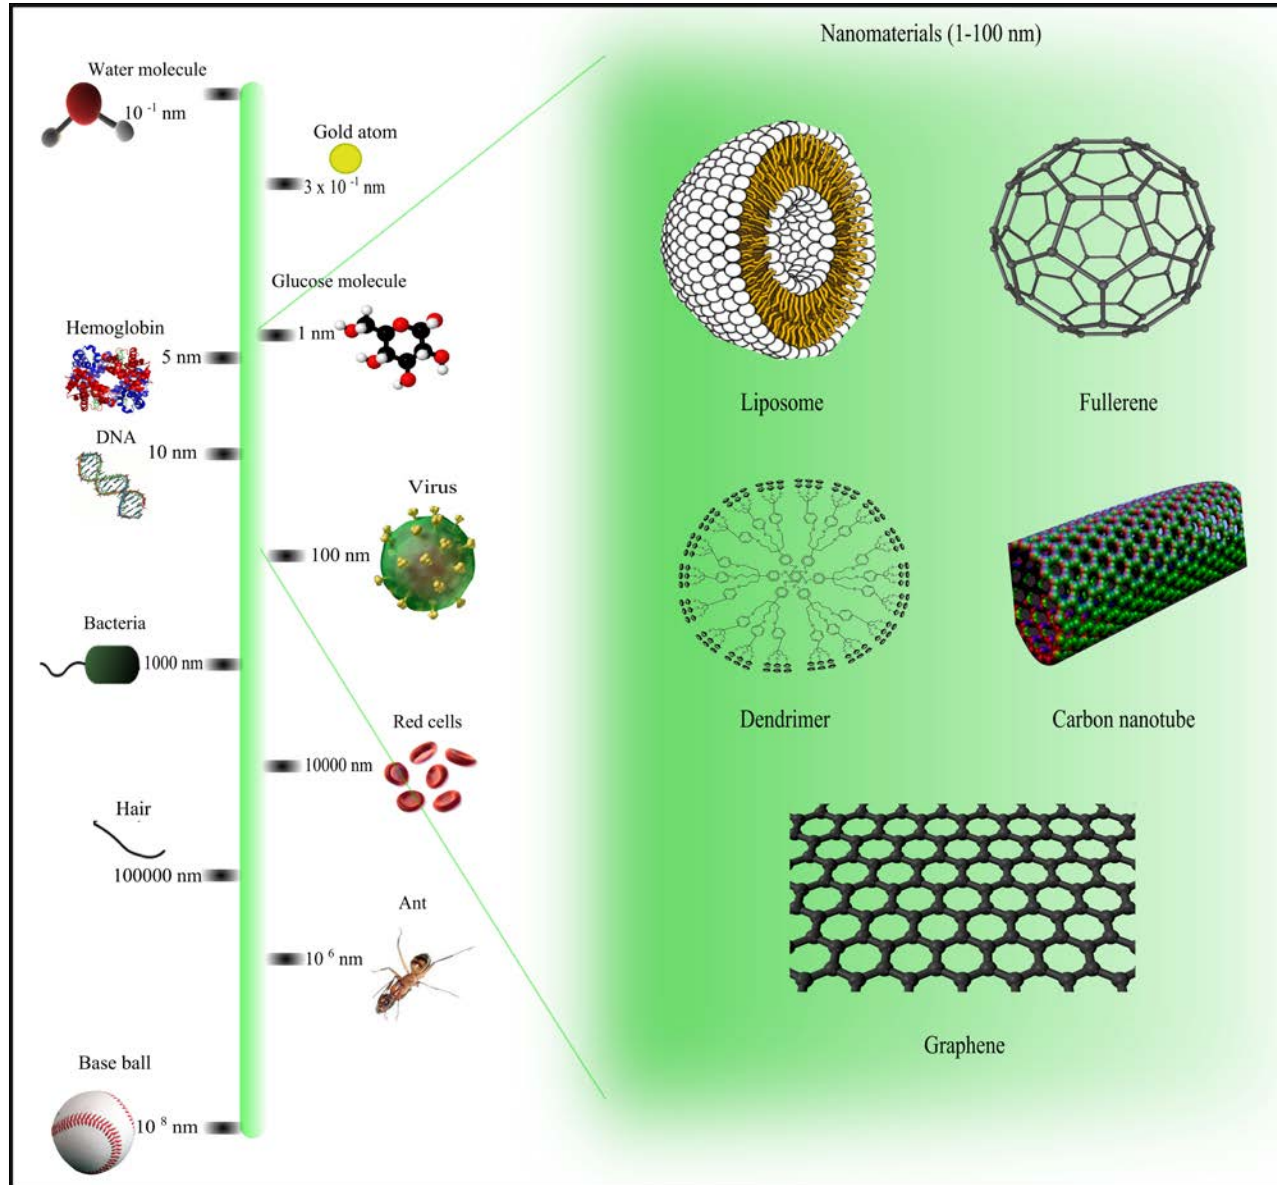 Nanomaterials (1-100 nm)
Water molecule
10⁻¹ nm
Gold atom
3 x 10⁻¹ nm
Glucose molecule
1 nm
Hemoglobin
5 nm
DNA
10 nm
Virus
100 nm
Bacteria
1000 nm
Red cells
10000 nm
Hair
100000 nm
Ant
10⁶ nm
Base ball
10⁸ nm
Liposome
Fullerene
Dendrimer
Carbon nanotube
Graphene